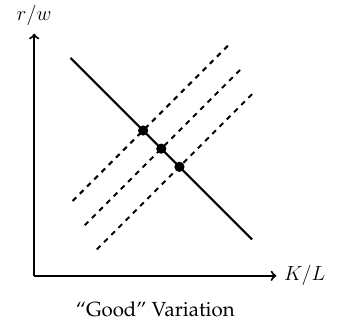 r/w
K/L
“Good” Variation